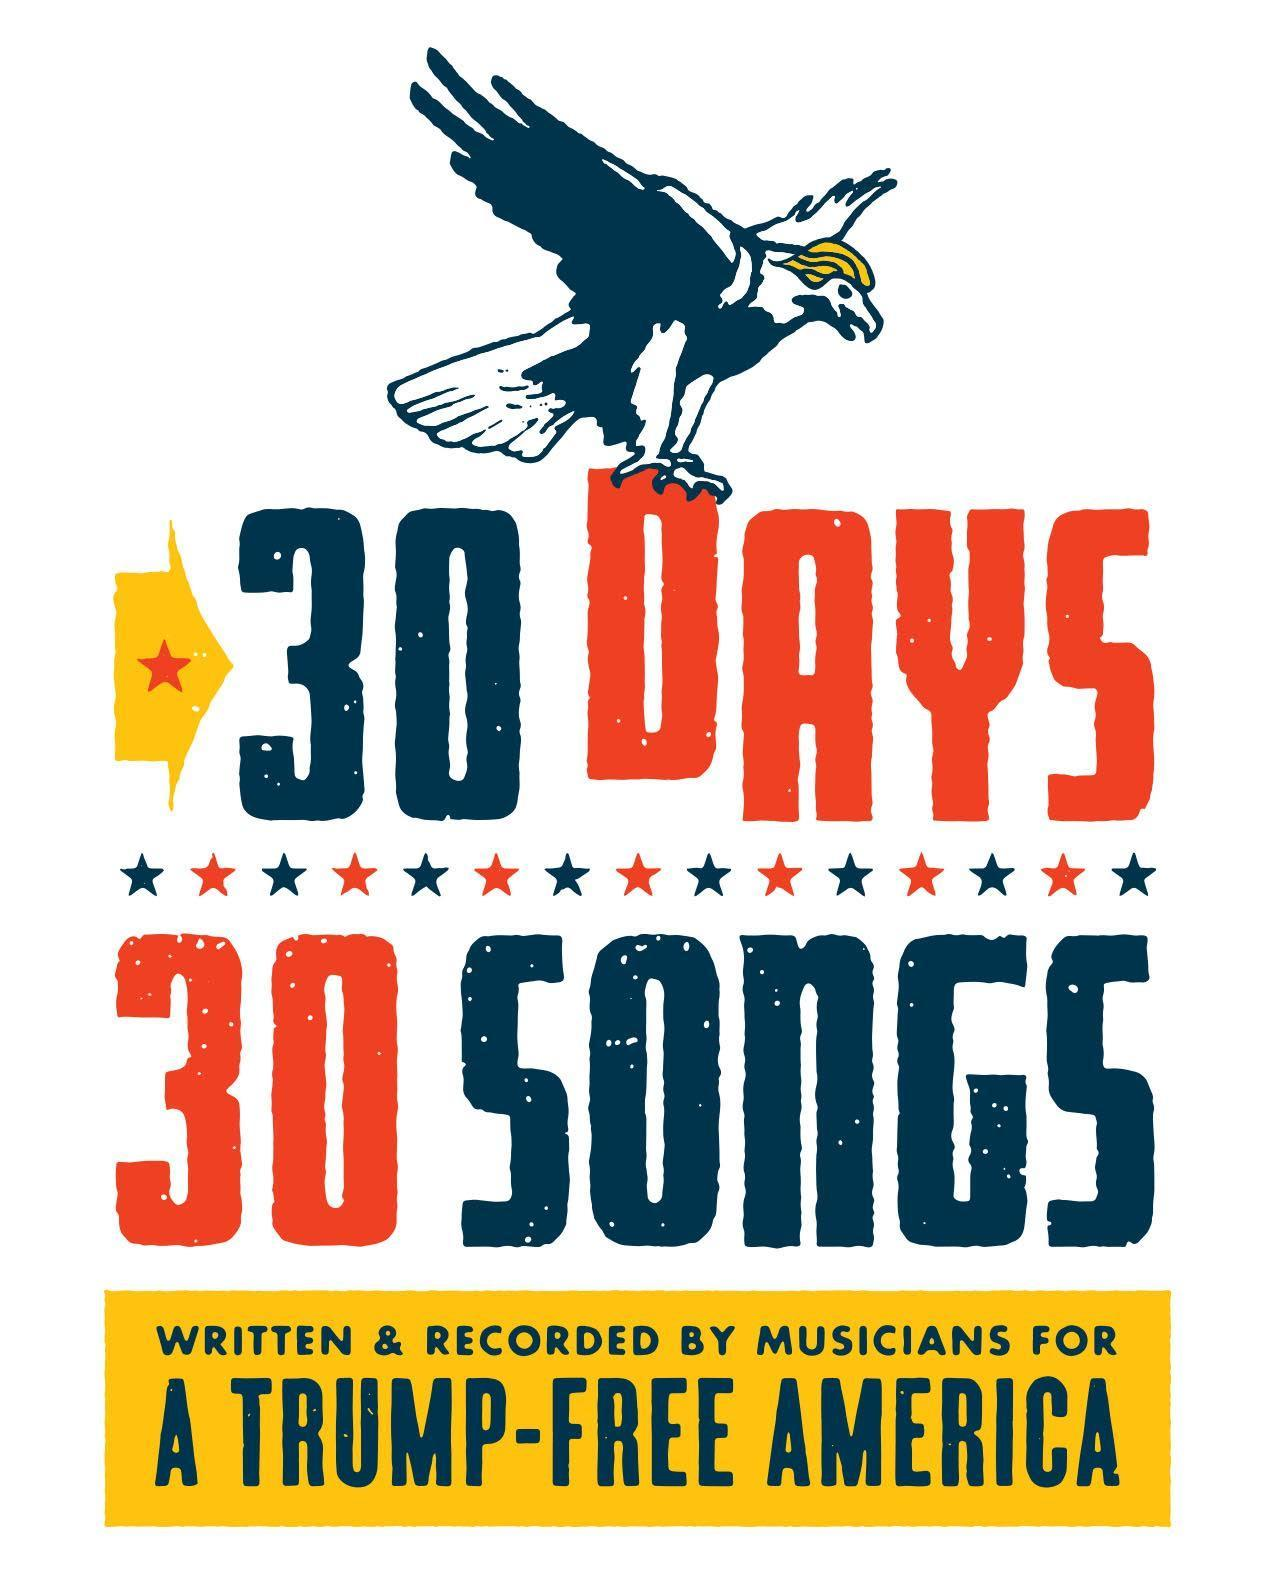 30 DAYS
30 SONGS
WRITTEN & RECORDED BY MUSICIANS FOR
A TRUMP-FREE AMERICA